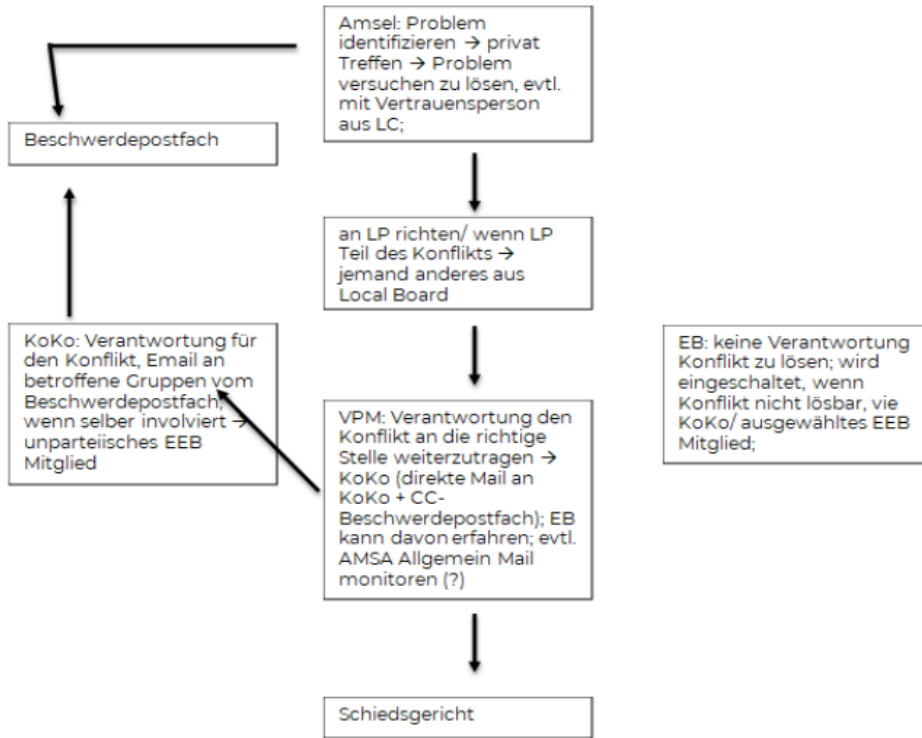 Amsel: Problem
identifizieren → privat
Treffen → Problem
versuchen zu lösen, evtl.
mit Vertrauensperson
aus LC;
Beschwerdepostfach
an LP richten/ wenn LP
Teil des Konflikts →
jemand anderes aus
Local Board
KoKo: Verantwortung für
den Konflikt, Email an
betroffene Gruppen vom
Beschwerdepostfach;
wenn selber involviert →
unparteiisches EEB
Mitglied
VPM: Verantwortung den
Konflikt an die richtige
Stelle weiterzutragen →
KoKo (direkte Mail an
KoKo + CC-
Beschwerdepostfach); EB
kann davon erfahren; evtl.
AMSA Allgemein Mail
monitoren (?)
EB: keine Verantwortung
Konflikt zu lösen; wird
eingeschaltet, wenn
Konflikt nicht lösbar, vie
KoKo/ ausgewähltes EEB
Mitglied;
Schiedsgericht